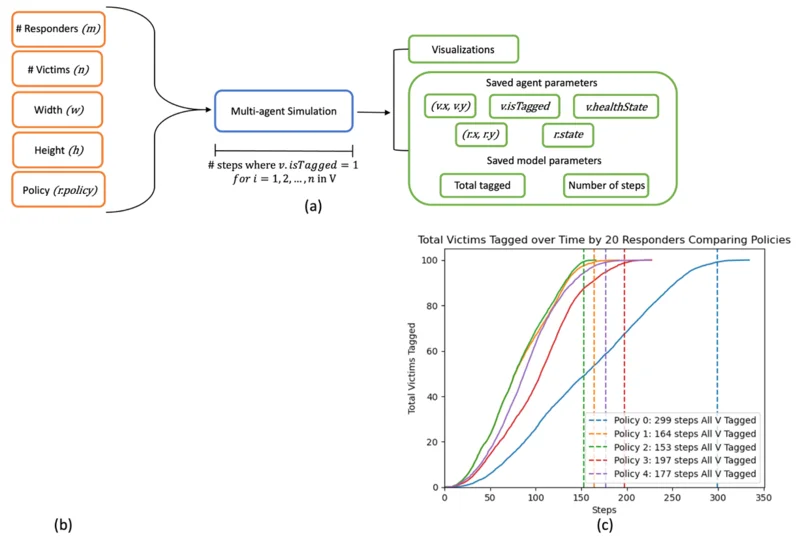 # Responders (m)
# Victims (n)
Width (w)
Height (h)
Policy (r.policy)
Multi-agent Simulation
# steps where v.isTagged = 1
for i = 1,2, ..., n in V
(a)
Visualizations
Saved agent parameters
(v.x, v.y) v.isTagged v.healthState
(r.x, r.y) r.state
Saved model parameters
Total tagged Number of steps
(b)
Total Victims Tagged over Time by 20 Responders Comparing Policies
Total Victims Tagged
100
80
60
40
20
0
Policy 0: 299 steps All V Tagged
Policy 1: 164 steps All V Tagged
Policy 2: 153 steps All V Tagged
Policy 3: 197 steps All V Tagged
Policy 4: 177 steps All V Tagged
0 50 100 150 200 250 300 350
Steps
(c)